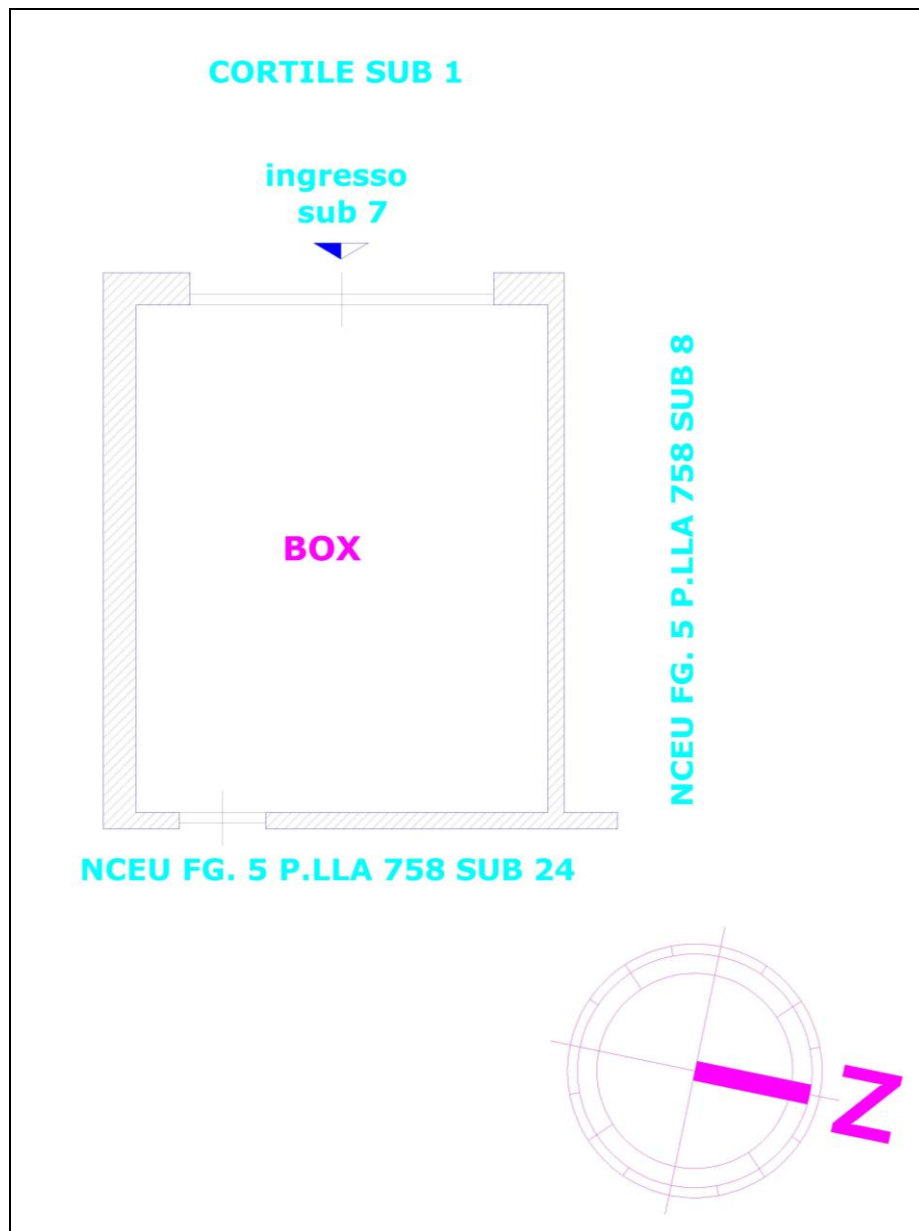 CORTILE SUB 1
ingresso
sub 7
BOX
NCEU FG. 5 P.LLA 758 SUB 8
NCEU FG. 5 P.LLA 758 SUB 24
N